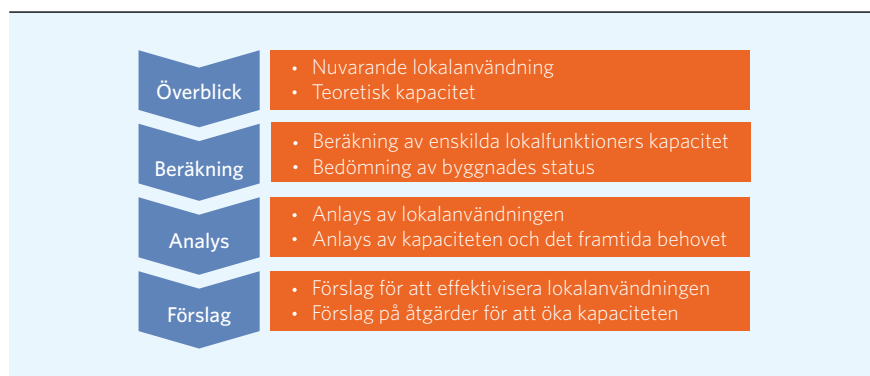 Överblick
• Nuvarande lokalanvändning
• Teoretisk kapacitet
Beräkning
• Beräkning av enskilda lokalfunktioners kapacitet
• Bedömning av byggnades status
Analys
• Anlays av lokalanvändningen
• Anlays av kapaciteten och det framtida behovet
Förslag
• Förslag för att effektivisera lokalanvändningen
• Förslag på åtgärder för att öka kapaciteten